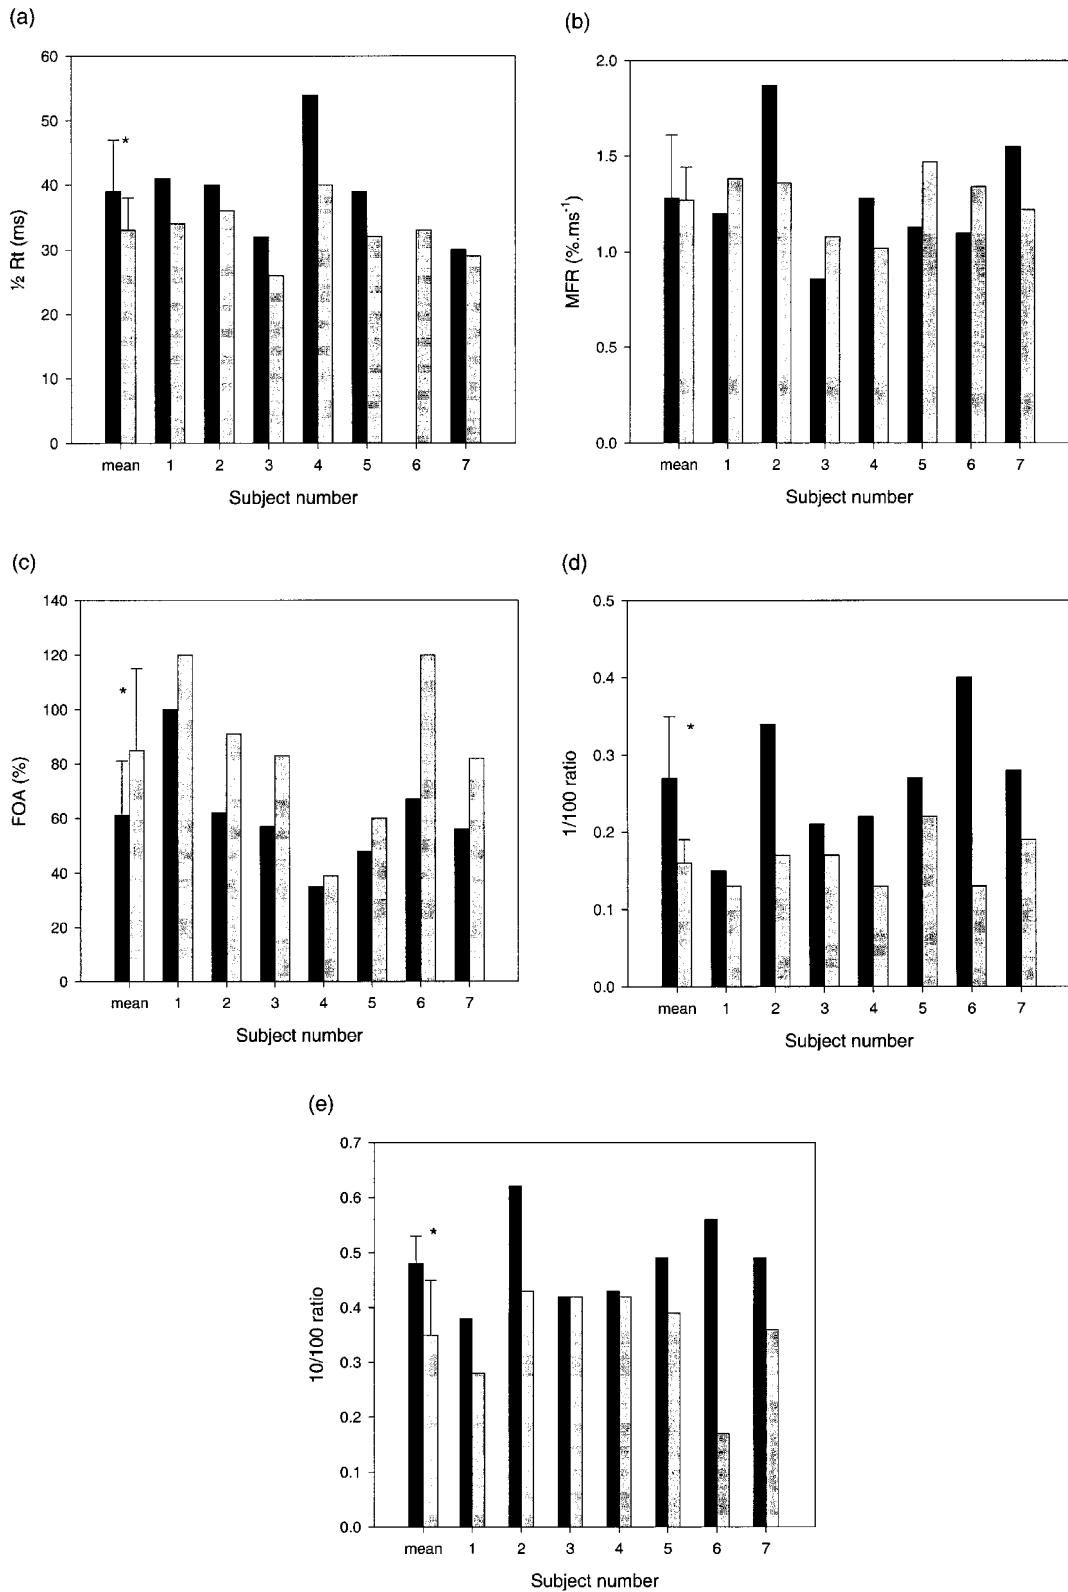 (a)
60
50
40
30
20
10
0
½ Rt (ms)
*
mean 1 2 3 4 5 6 7
Subject number
(b)
2.0
1.5
1.0
0.5
0.0
MFR (%.ms⁻¹)
mean 1 2 3 4 5 6 7
Subject number
(c)
140
120
100
80
60
40
20
0
FOA (%)
*
mean 1 2 3 4 5 6 7
Subject number
(d)
0.5
0.4
0.3
0.2
0.1
0.0
1/100 ratio
*
mean 1 2 3 4 5 6 7
Subject number
(e)
0.7
0.6
0.5
0.4
0.3
0.2
0.1
0.0
10/100 ratio
*
mean 1 2 3 4 5 6 7
Subject number